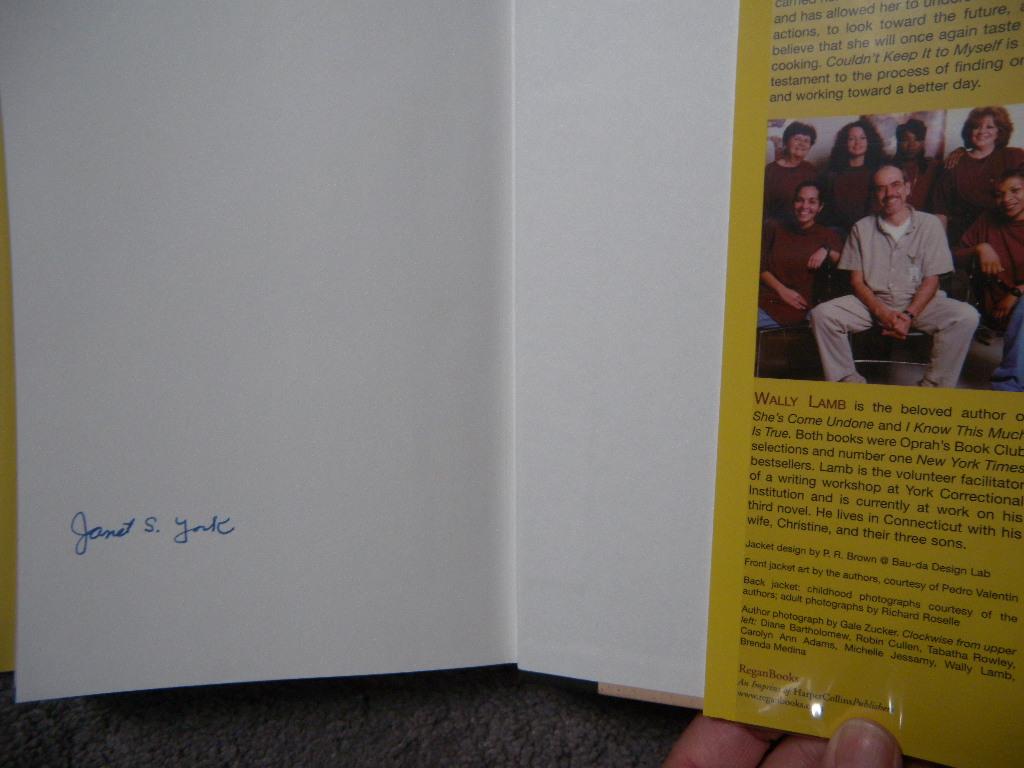 Janet S. York
and has allowed her to
actions, to look toward the future,
believe that she will once again taste
cooking. Couldn't Keep It to Myself is
testament to the process of finding
and working toward a better day.
WALLY LAMB is the beloved author
She's Come Undone and I Know This Much
Is True. Both books were Oprah's Book Club
selections and number one New York Times
bestsellers. Lamb is the volunteer facilitator
of a writing workshop at York Correctional
Institution and is currently at work on his
third novel. He lives in Connecticut with his
wife, Christine, and their three sons.
Jacket design by P. R. Brown @ Bau-da Design Lab
Front jacket art by the authors, courtesy of Pedro Valentin
Back jacket: childhood photographs courtesy of the
authors; adult photographs by Richard Roselle
Author photograph by Gale Zucker. Clockwise from upper
left: Diane Bartholomew, Robin Cullen, Tabatha Rowley,
Carolyn Ann Adams, Michelle Jessamy, Wally Lamb,
Brenda Medina
ReganBooks
An Imprint of HarperCollinsPublishers
www.reganbooks.c